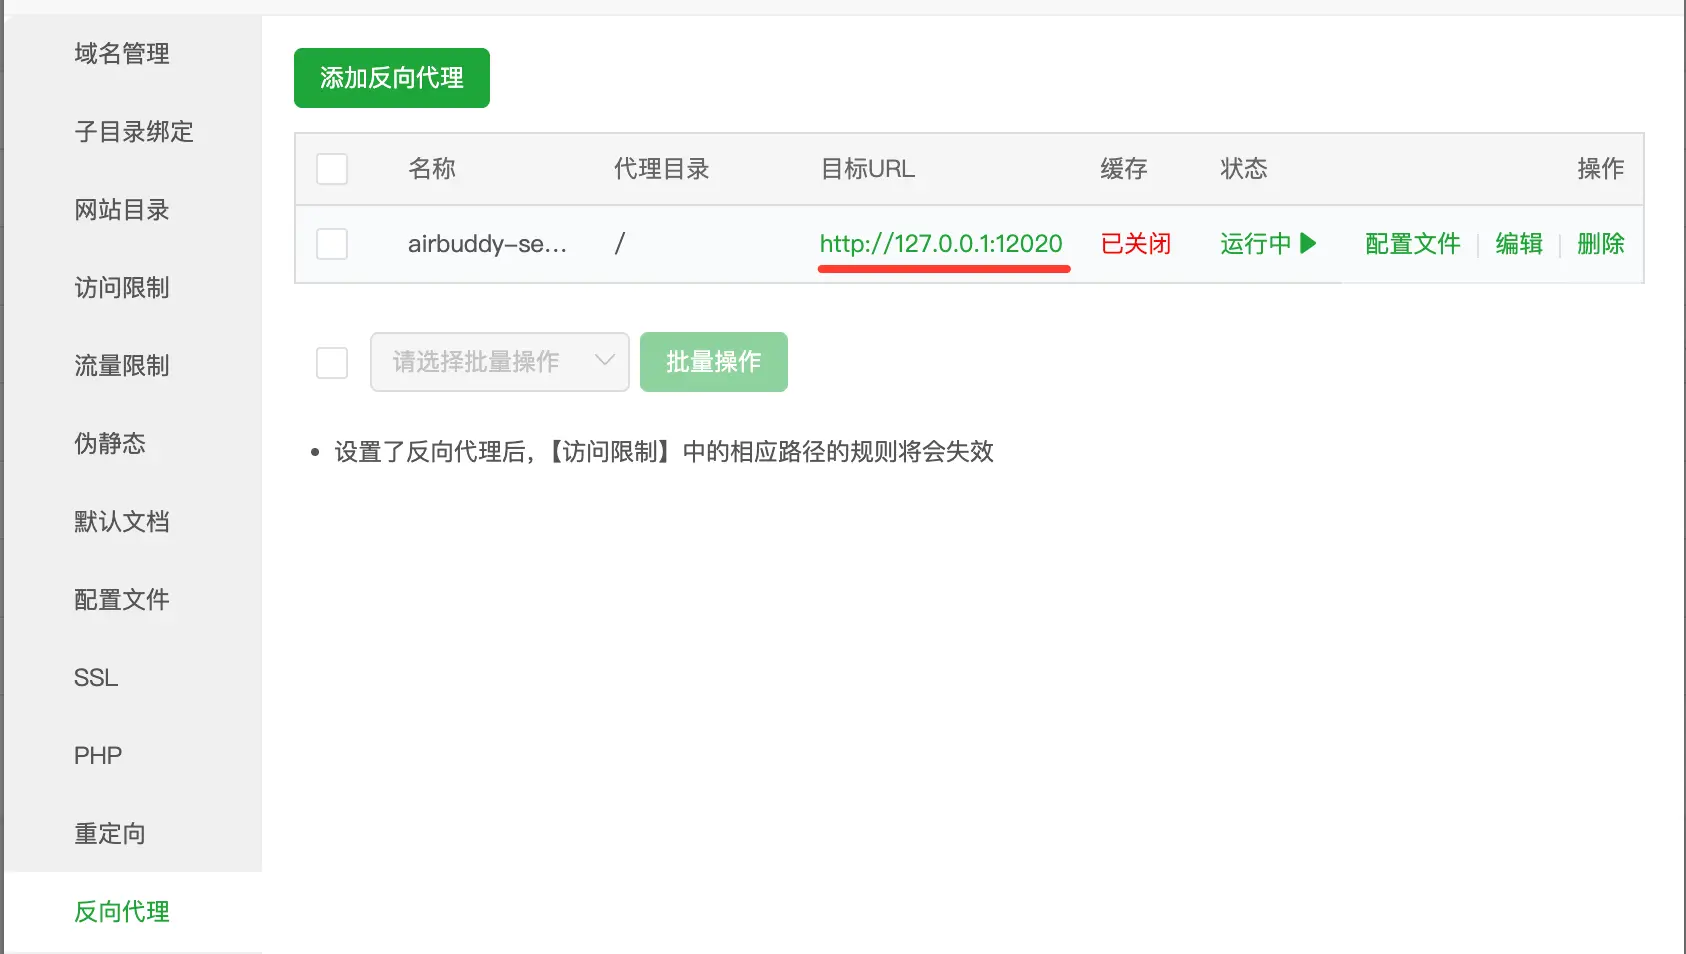 域名管理
子目录绑定
网站目录
访问限制
流量限制
伪静态
默认文档
配置文件
SSL
PHP
重定向
反向代理
添加反向代理
名称 代理目录 目标URL 缓存 状态 操作
airbuddy-se... / http://127.0.0.1:12020 已关闭 运行中 配置文件 | 编辑 | 删除
请选择批量操作 批量操作
• 设置了反向代理后,【访问限制】中的相应路径的规则将会失效